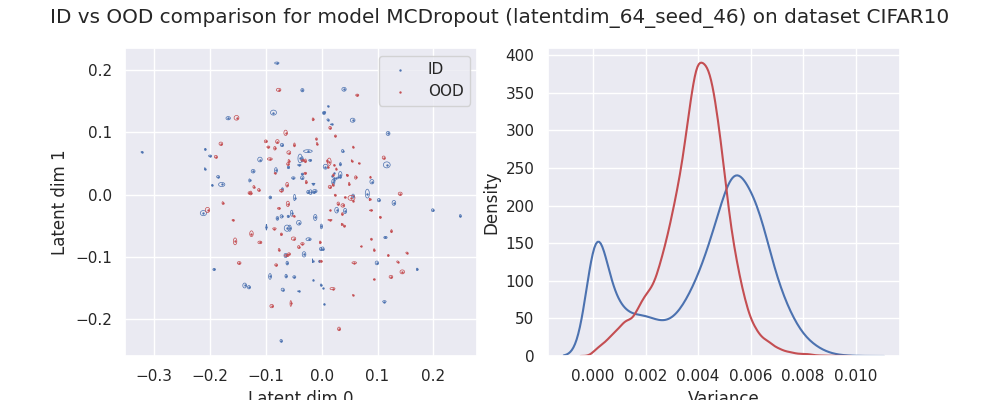 ID vs OOD comparison for model MCDropout (latentdim_64_seed_46) on dataset CIFAR10
Latent dim 1
0.2
0.1
0.0
−0.1
−0.2
ID
OOD
−0.3 −0.2 −0.1 0.0 0.1 0.2
Latent dim 0
Density
400
350
300
250
200
150
100
50
0
0.000 0.002 0.004 0.006 0.008 0.010
Variance